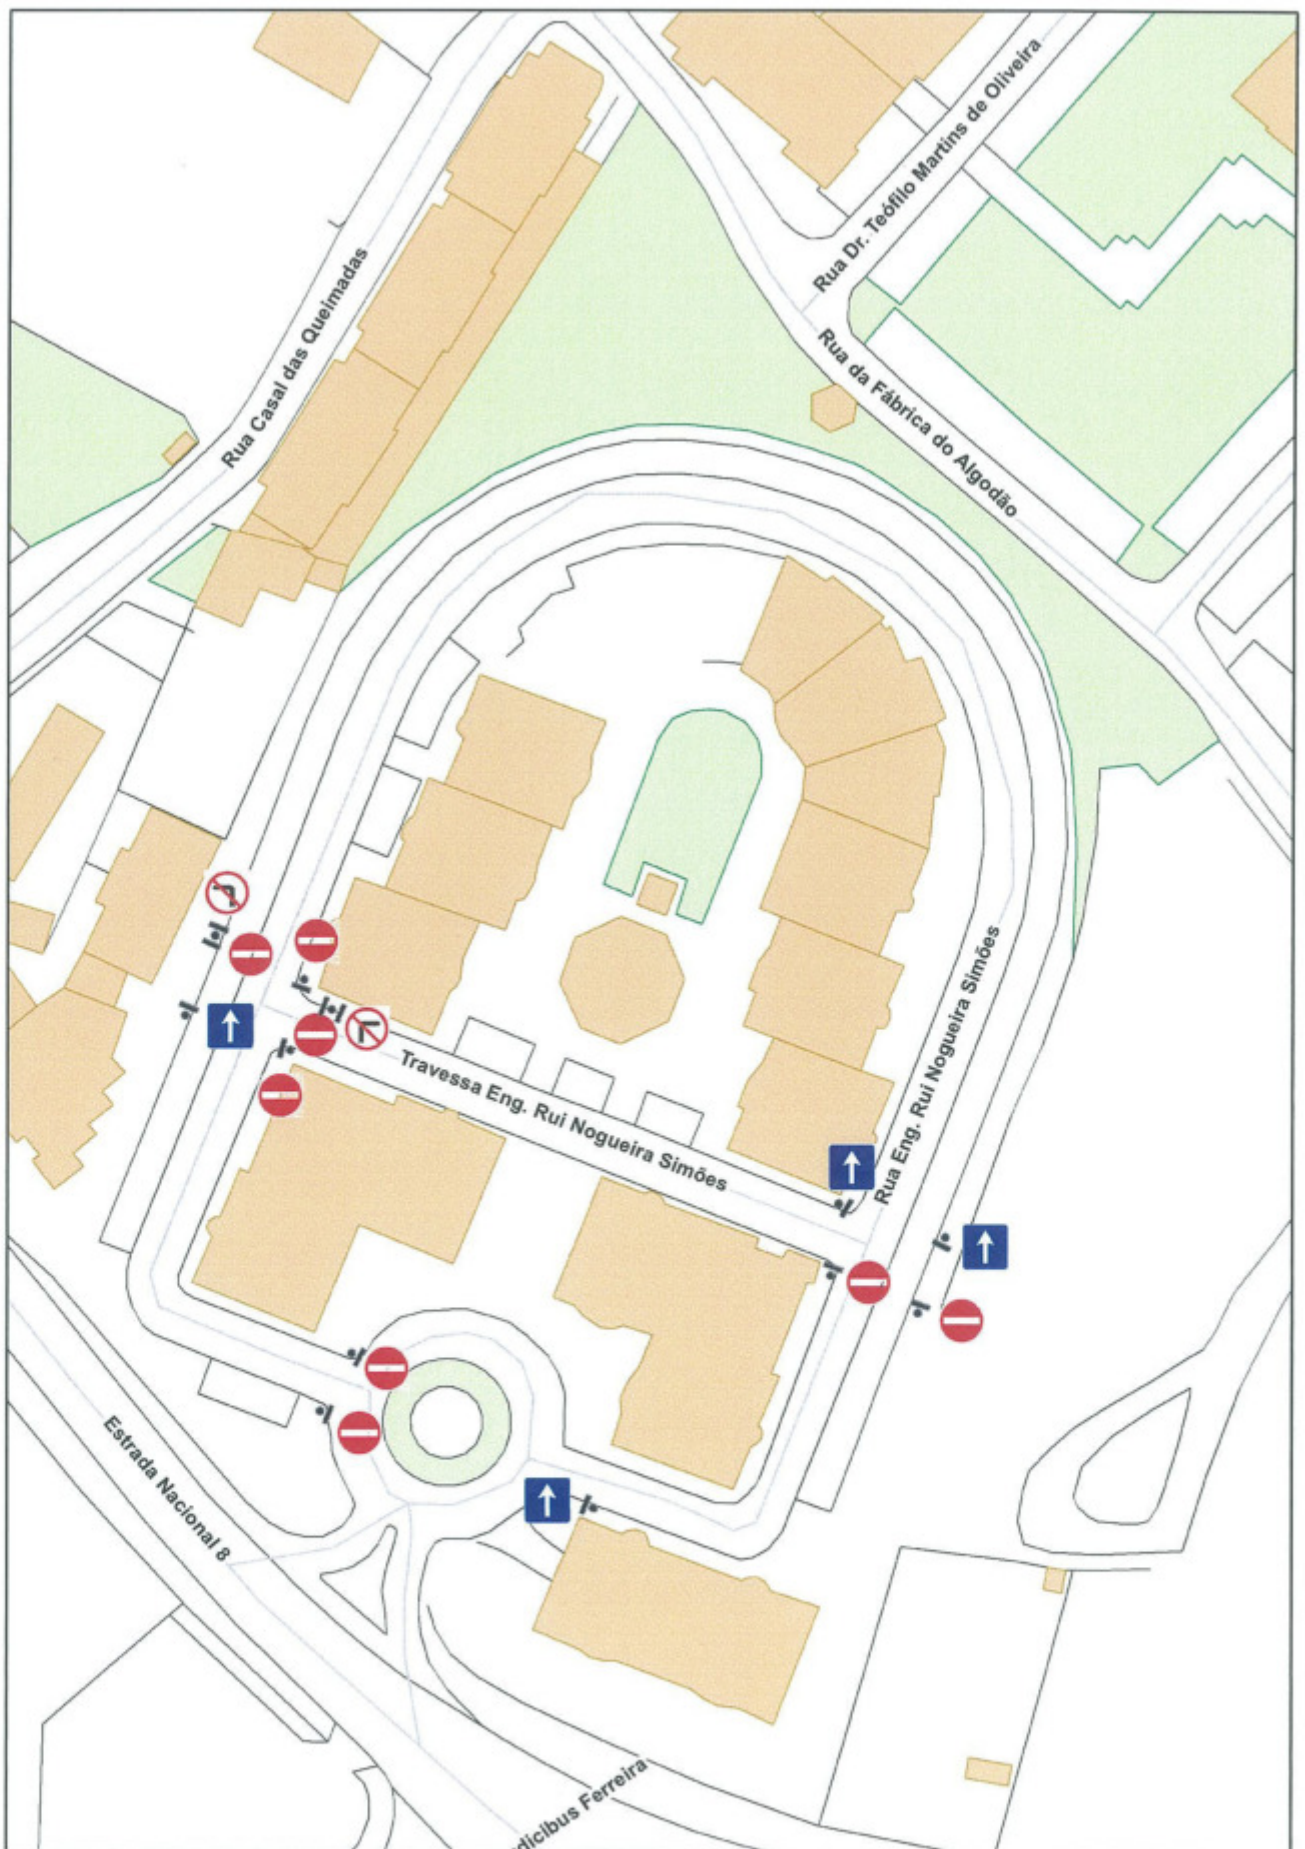 Rua Dr. Teófilo Martins de Oliveira
Rua Casal das Queimadas
Rua da Fábrica do Algodão
Rua Eng. Rui Nogueira Simões
Travessa Eng. Rui Nogueira Simões
Estrada Nacional 8
dicibus Ferreira